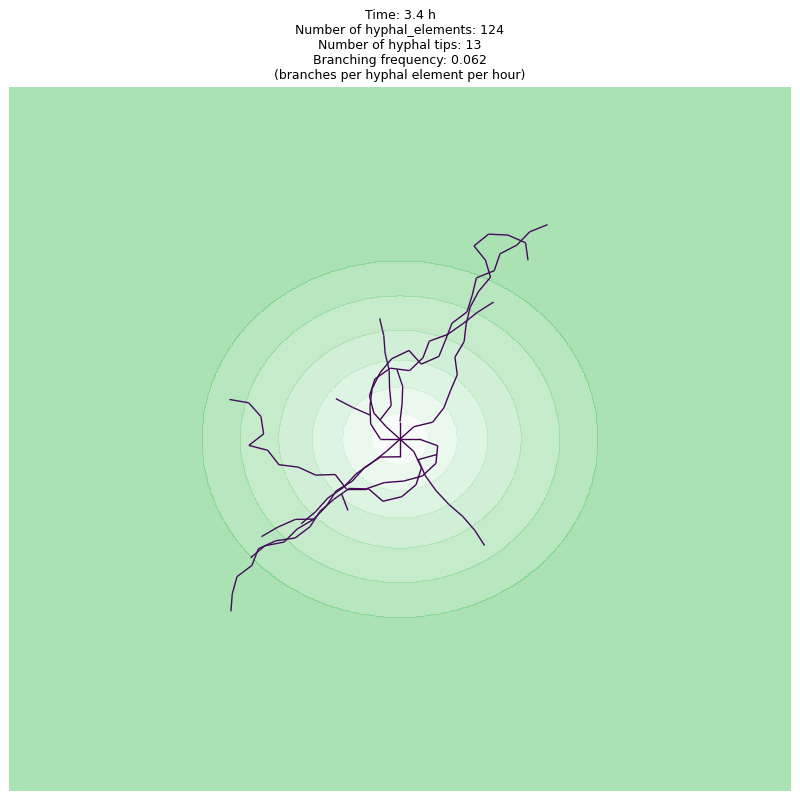 Time: 3.4 h
Number of hyphal_elements: 124
Number of hyphal tips: 13
Branching frequency: 0.062
(branches per hyphal element per hour)